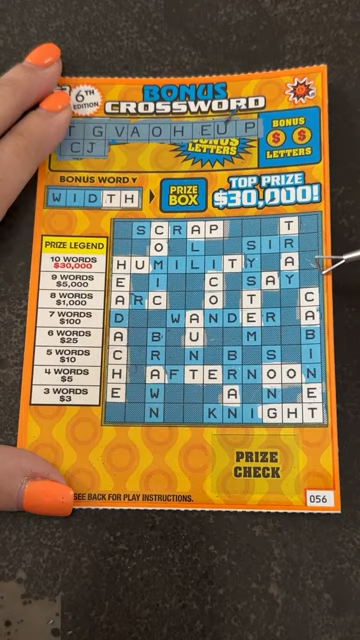 6TH
EDITION
BONUS
CROSSWORD
T G V A O H E U P
C J
BONUS
LETTERS
BONUS
$ $
LETTERS
BONUS WORD
WIDTH
PRIZE
BOX
TOP PRIZE
$30,000!
PRIZE LEGEND
10 WORDS
$30,000
9 WORDS
$5,000
8 WORDS
$1,000
7 WORDS
$100
6 WORDS
$25
5 WORDS
$10
4 WORDS
$5
3 WORDS
$3
SCRAP
SIR
HUMILITY
SAY
ARC
WANDER
AFTERNOON
KNIGHT
PRIZE
CHECK
SEE BACK FOR PLAY INSTRUCTIONS.
056